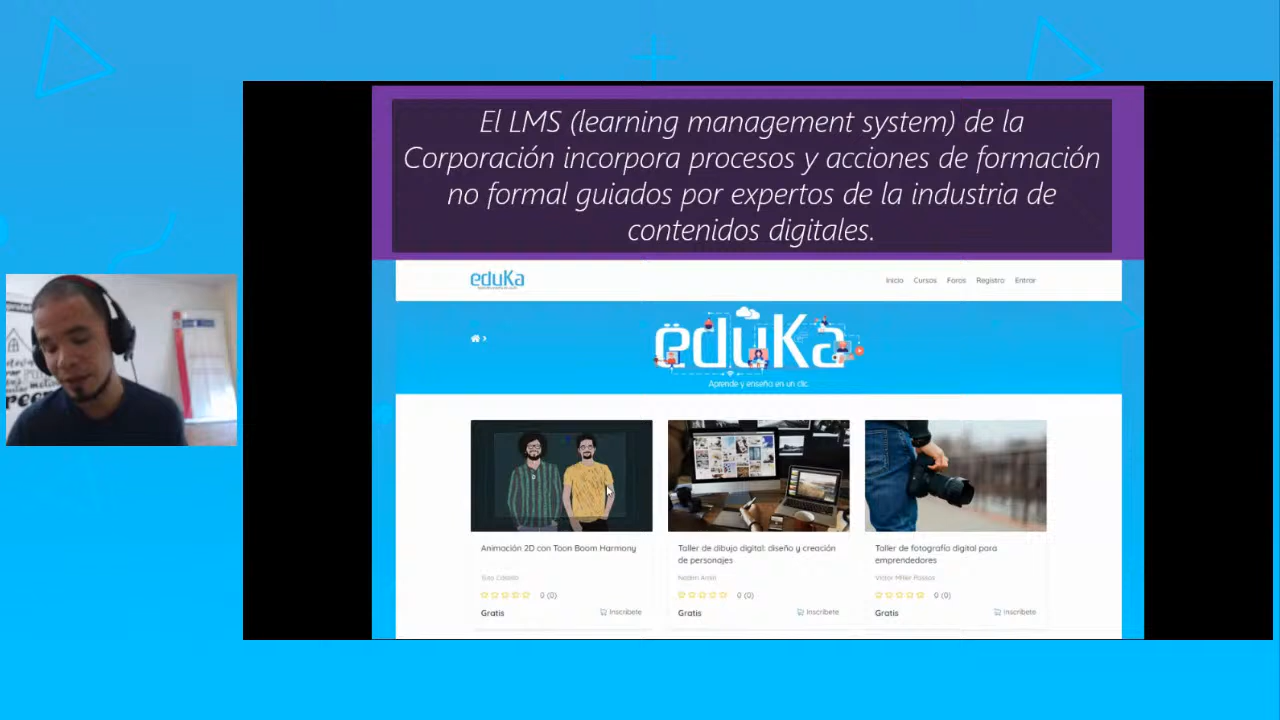 El LMS (learning management system) de la
Corporación incorpora procesos y acciones de formación
no formal guiados por expertos de la industria de
contenidos digitales.
eduKa
Inicio Cursos Foros Registro Entrar
ëduKa
Aprende y enseña en un clic
Animación 2D con Toon Boom Harmony
0 (0)
Gratis Inscríbete
Taller de dibujo digital: diseño y creación
de personajes
0 (0)
Gratis Inscríbete
Taller de fotografía digital para
emprendedores
Victor Miller Passos
0 (0)
Gratis Inscríbete